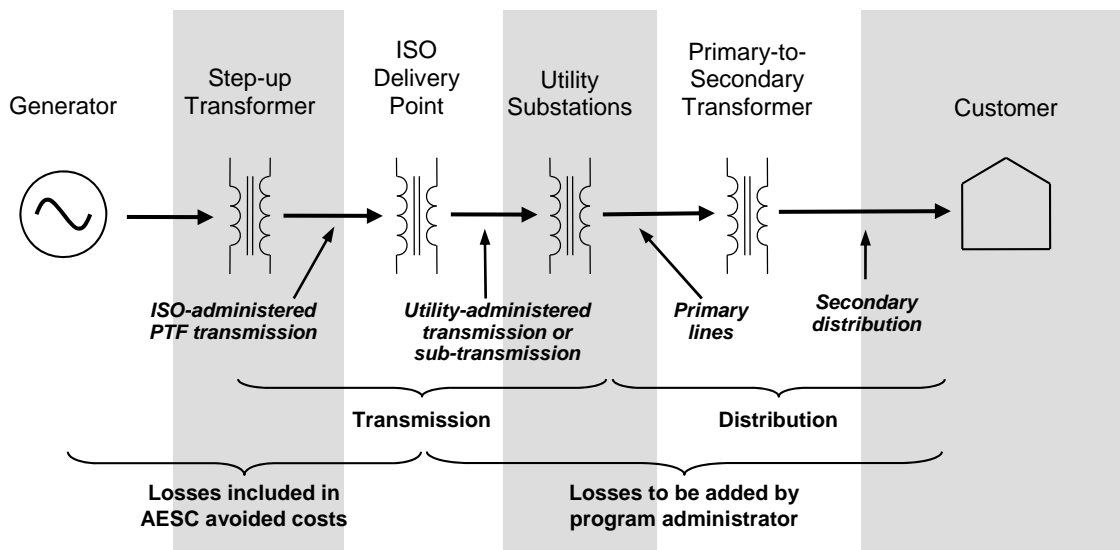 Generator
Step-up
Transformer
ISO
Delivery
Point
Utility
Substations
Primary-to-
Secondary
Transformer
Customer
ISO-administered
PTF transmission
Utility-administered
transmission or
sub-transmission
Primary
lines
Secondary
distribution
Transmission
Distribution
Losses included in
AESC avoided costs
Losses to be added by
program administrator